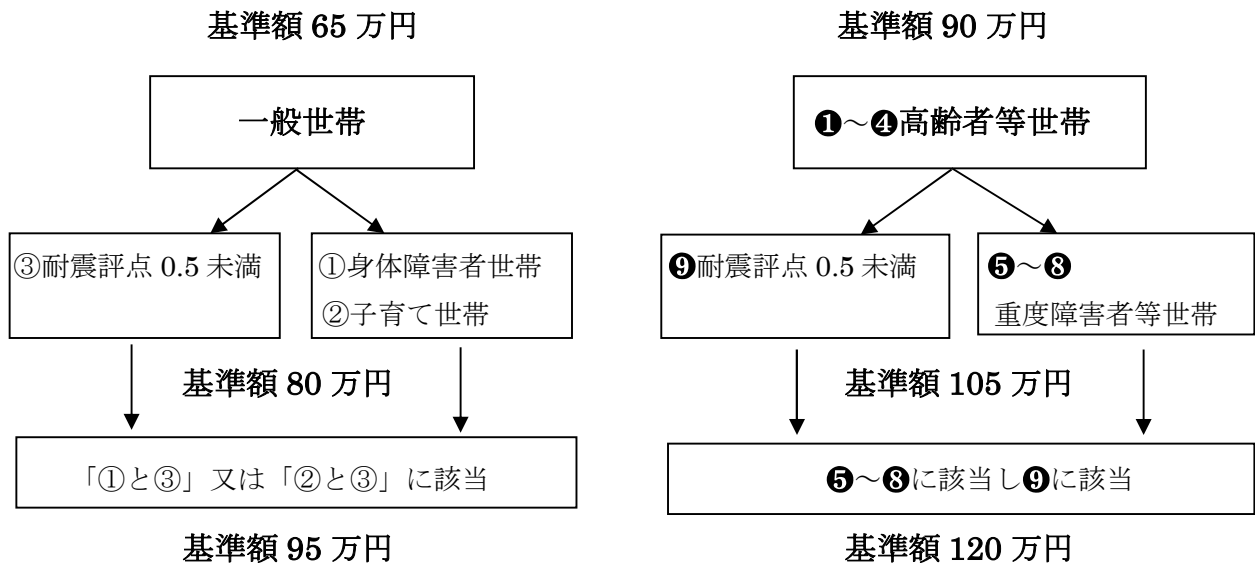 基準額 65 万円
一般世帯
③耐震評点 0.5 未満
①身体障害者世帯
②子育て世帯
基準額 80 万円
「①と③」又は「②と③」に該当
基準額 95 万円
基準額 90 万円
❶～❹高齢者等世帯
❾耐震評点 0.5 未満
❺～❽
重度障害者等世帯
基準額 105 万円
❺～❽に該当し❾に該当
基準額 120 万円